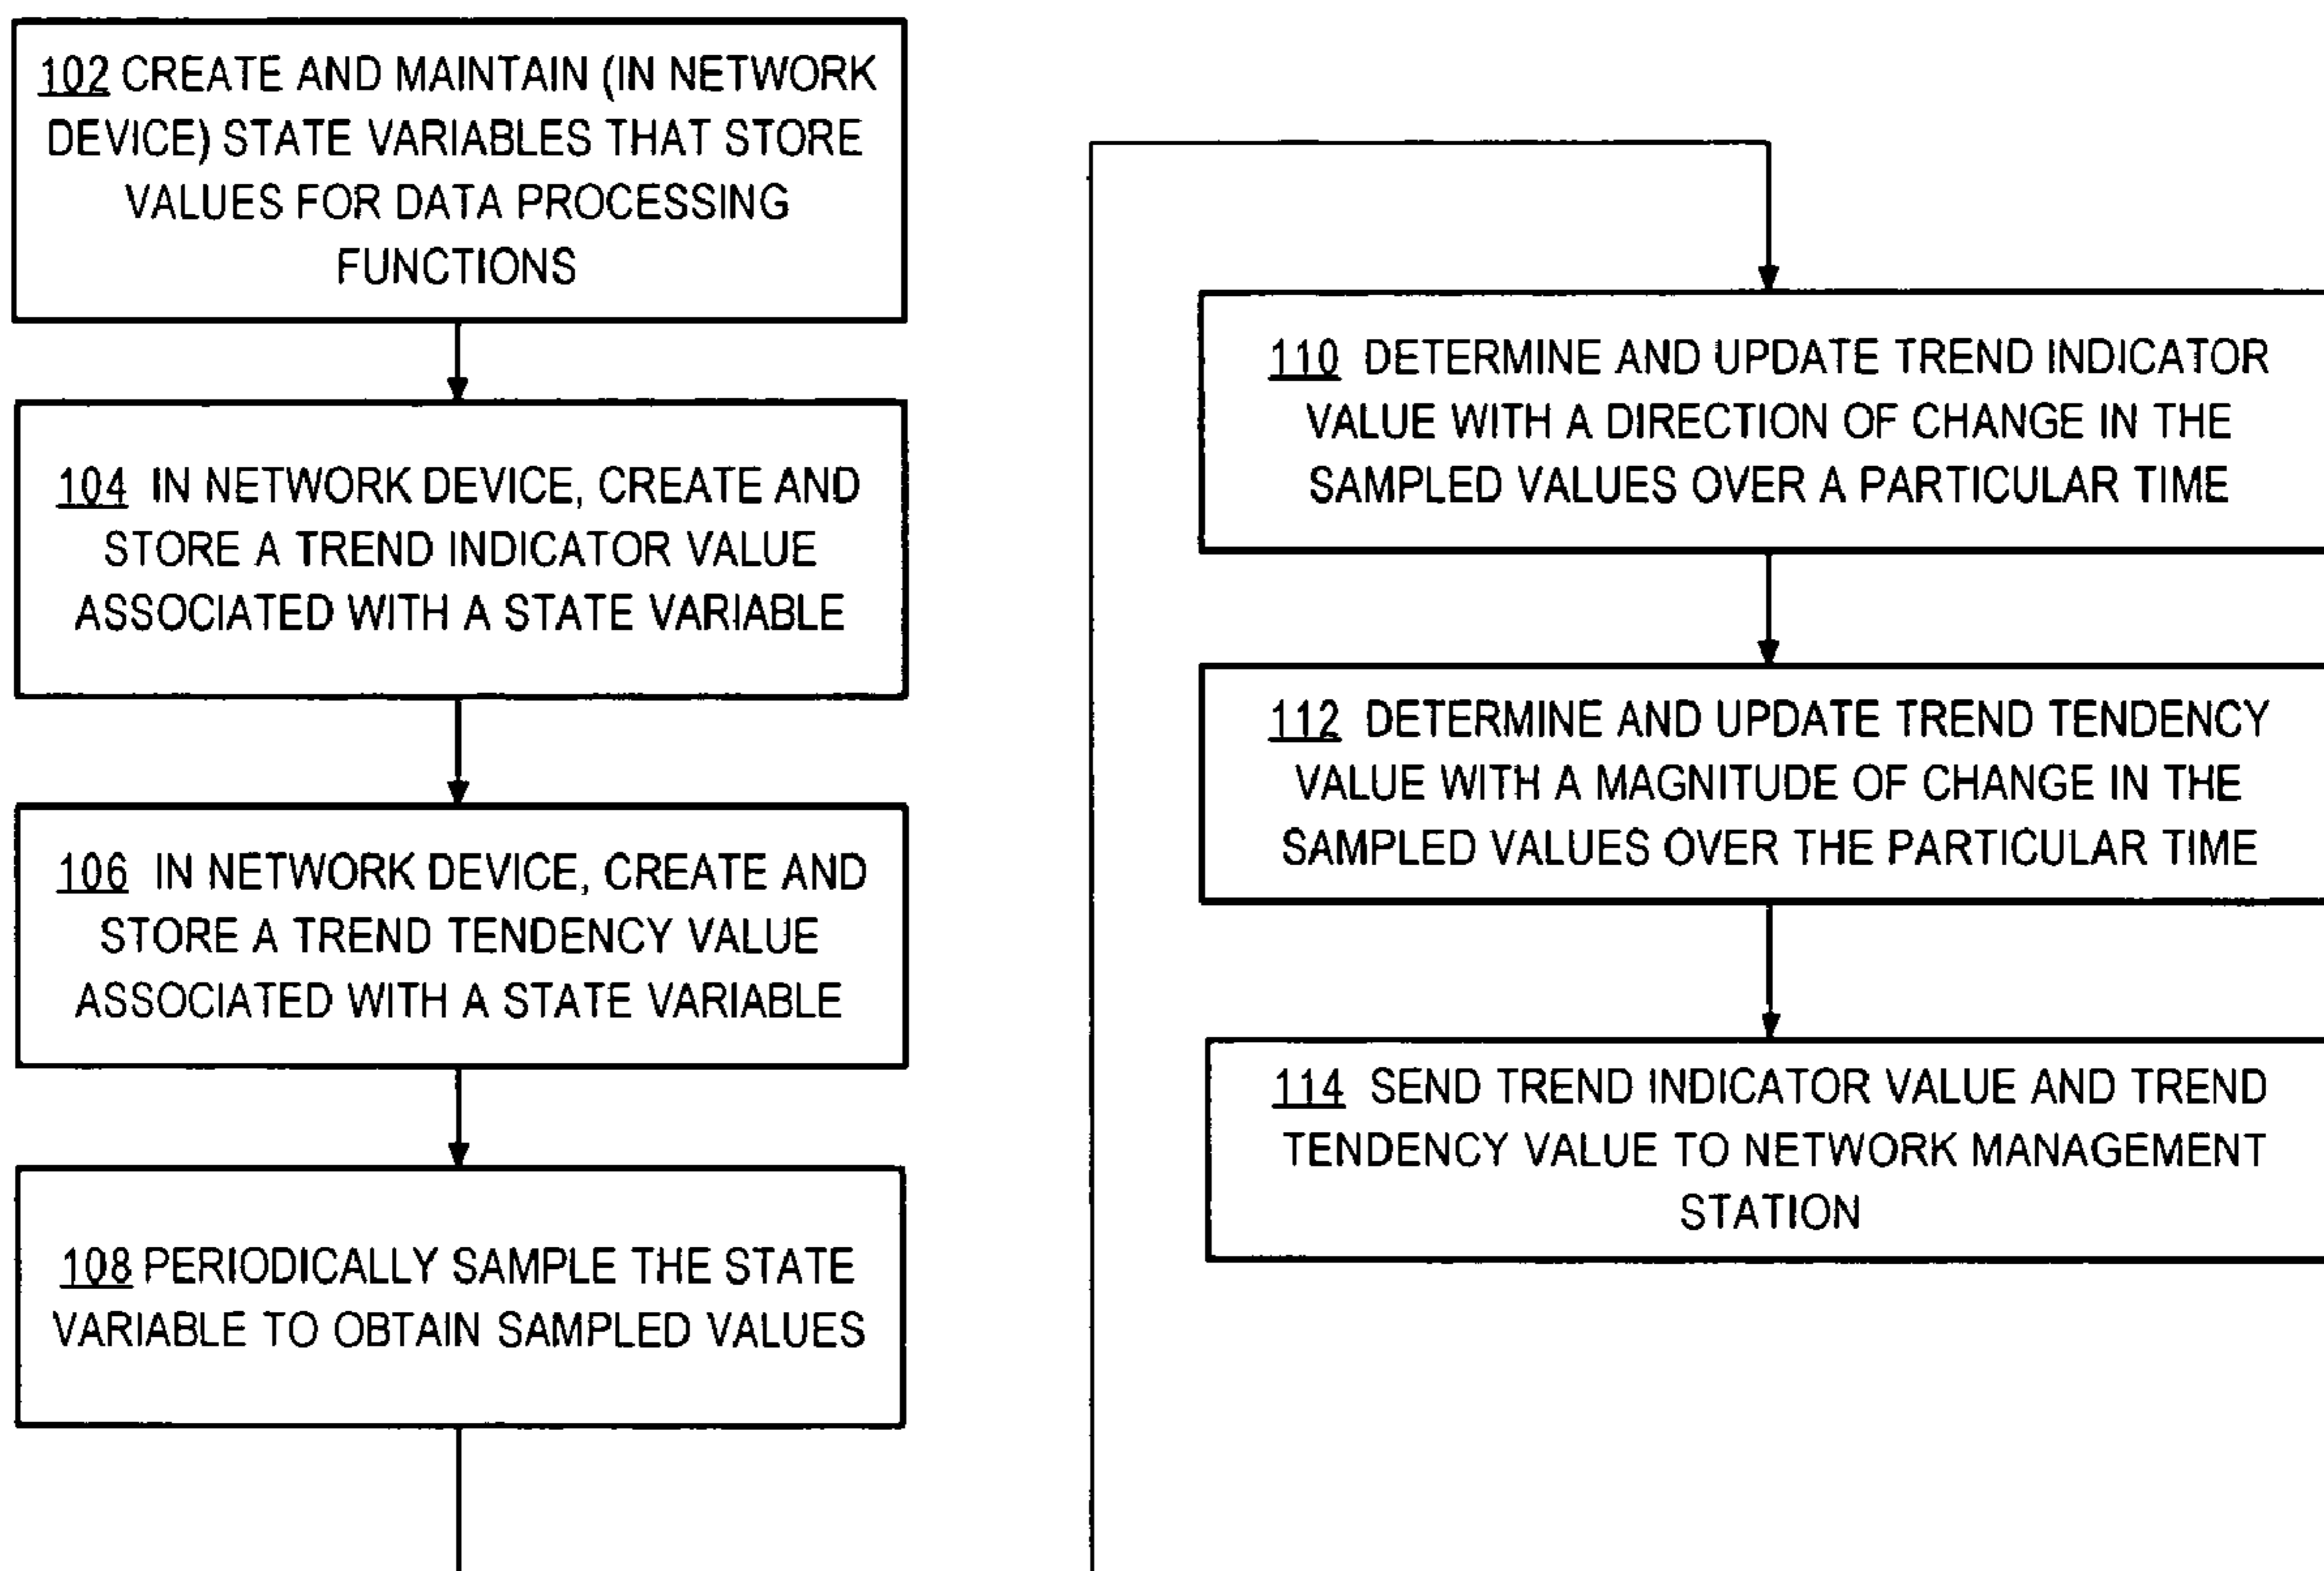 102 CREATE AND MAINTAIN (IN NETWORK
DEVICE) STATE VARIABLES THAT STORE
VALUES FOR DATA PROCESSING
FUNCTIONS
104 IN NETWORK DEVICE, CREATE AND
STORE A TREND INDICATOR VALUE
ASSOCIATED WITH A STATE VARIABLE
106 IN NETWORK DEVICE, CREATE AND
STORE A TREND TENDENCY VALUE
ASSOCIATED WITH A STATE VARIABLE
108 PERIODICALLY SAMPLE THE STATE
VARIABLE TO OBTAIN SAMPLED VALUES
110 DETERMINE AND UPDATE TREND INDICATOR
VALUE WITH A DIRECTION OF CHANGE IN THE
SAMPLED VALUES OVER A PARTICULAR TIME
112 DETERMINE AND UPDATE TREND TENDENCY
VALUE WITH A MAGNITUDE OF CHANGE IN THE
SAMPLED VALUES OVER THE PARTICULAR TIME
114 SEND TREND INDICATOR VALUE AND TREND
TENDENCY VALUE TO NETWORK MANAGEMENT
STATION